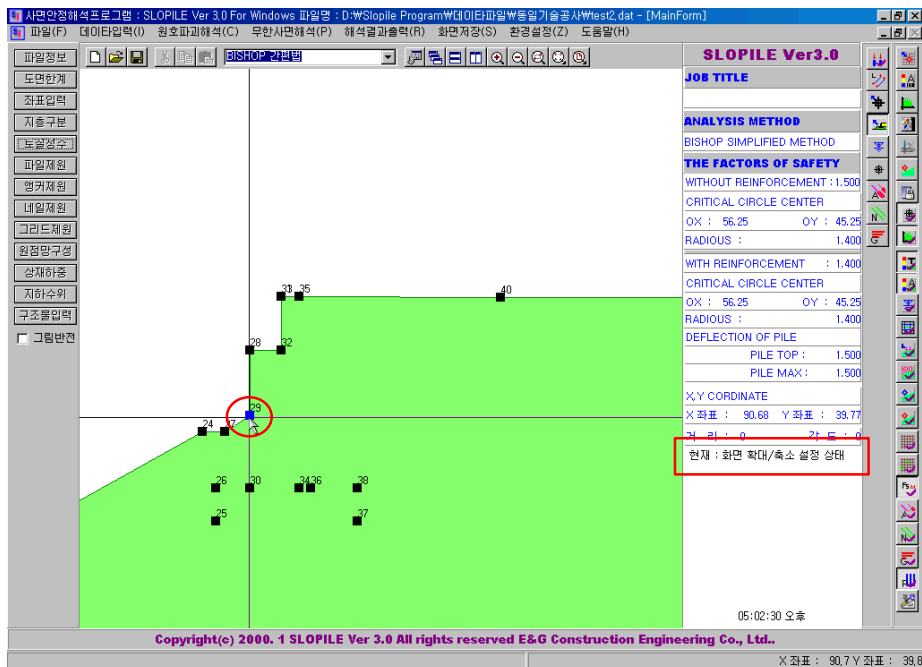 사면안정해석프로그램 : SLOPILE Ver 3.0 For Windows 파일명 : D:₩Slopile Program₩데이타파일₩동일기술공사₩test2.dat - [MainForm]
파일(F) 데이타입력(I) 원호파괴해석(C) 무한사면해석(P) 해석결과출력(R) 화면저장(S) 환경설정(Z) 도움말(H)
BISHOP 간편법
파일정보
도면한계
좌표입력
지층구분
토질정수
파일제원
앵커제원
네일제원
그리드제원
원점망구성
상재하중
지하수위
구조물입력
그림반전
33 35
40
28 32
29
24 27
26 30 34 36 38
25 37
SLOPILE Ver3.0
JOB TITLE
ANALYSIS METHOD
BISHOP SIMPLIFIED METHOD
THE FACTORS OF SAFETY
WITHOUT REINFORCEMENT : 1.500
CRITICAL CIRCLE CENTER
OX : 56.25 OY : 45.25
RADIOUS : 1.400
WITH REINFORCEMENT : 1.400
CRITICAL CIRCLE CENTER
OX : 56.25 OY : 45.25
RADIOUS : 1.400
DEFLECTION OF PILE
PILE TOP : 1.500
PILE MAX : 1.500
X,Y CORDINATE
X 좌표 : 90.68 Y 좌표 : 39.77
거 리 : 0 각 도 : 0
현재 : 화면 확대/축소 설정 상태
05:02:30 오후
Copyright(c) 2000. 1 SLOPILE Ver 3.0 All rights reserved E&G Construction Engineering Co., Ltd..
X 좌표 : 90.7 Y 좌표 : 39.8